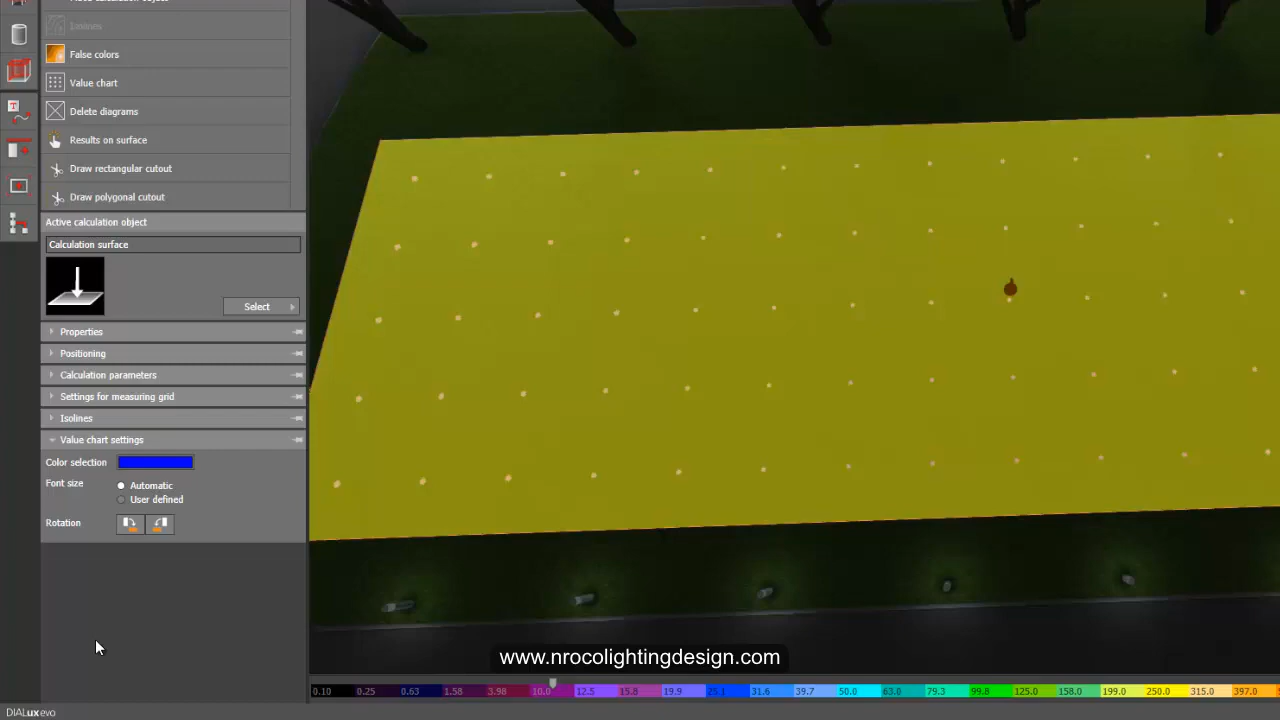 Isolines
False colors
Value chart
Delete diagrams
Results on surface
Draw rectangular cutout
Draw polygonal cutout
Active calculation object
Calculation surface
Select
Properties
Positioning
Calculation parameters
Settings for measuring grid
Isolines
Value chart settings
Color selection
Font size
Automatic
User defined
Rotation
www.nrocolightingdesign.com
0.10 0.25 0.63 1.58 3.98 10.0 12.5 15.8 19.9 25.1 31.6 39.7 50.0 63.0 79.3 99.8 125.0 158.0 199.0 250.0 315.0 397.0
DIALux evo